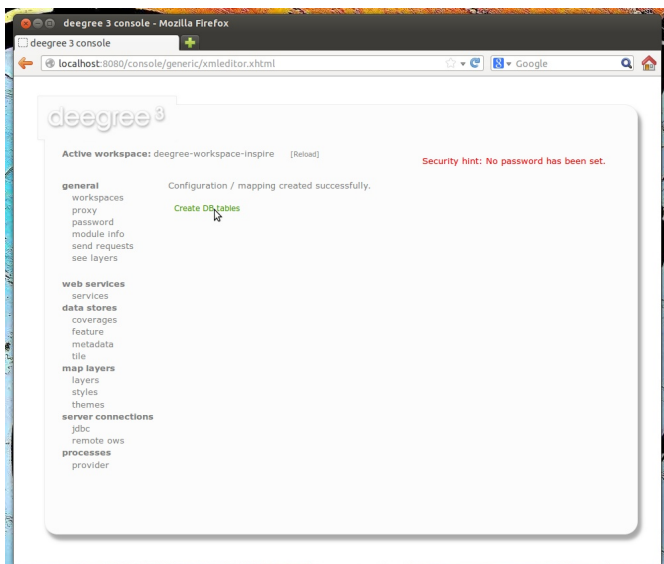 deegree 3 console - Mozilla Firefox
deegree 3 console
localhost:8080/console/generic/xmleditor.xhtml
Google
deegree 3
Active workspace: deegree-workspace-inspire [Reload]
Security hint: No password has been set.
general
workspaces
proxy
password
module info
send requests
see layers
web services
services
data stores
coverages
feature
metadata
tile
map layers
layers
styles
themes
server connections
jdbc
remote ows
processes
provider
Configuration / mapping created successfully.
Create DB tables